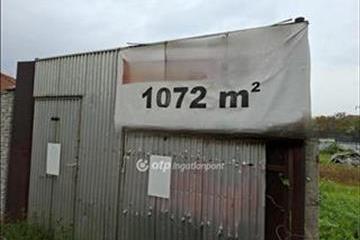 1072 m²
otp Ingatlanpont